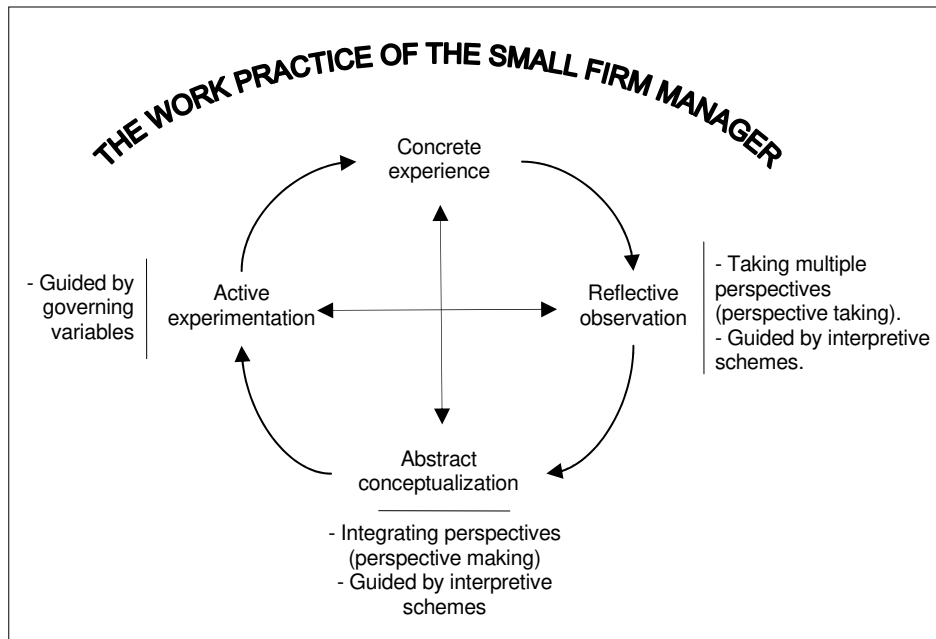 THE WORK PRACTICE OF THE SMALL FIRM MANAGER
Concrete
experience
- Guided by
governing
variables
Active
experimentation
Reflective
observation
- Taking multiple
perspectives
(perspective taking).
- Guided by interpretive
schemes.
Abstract
conceptualization
- Integrating perspectives
(perspective making)
- Guided by interpretive
schemes